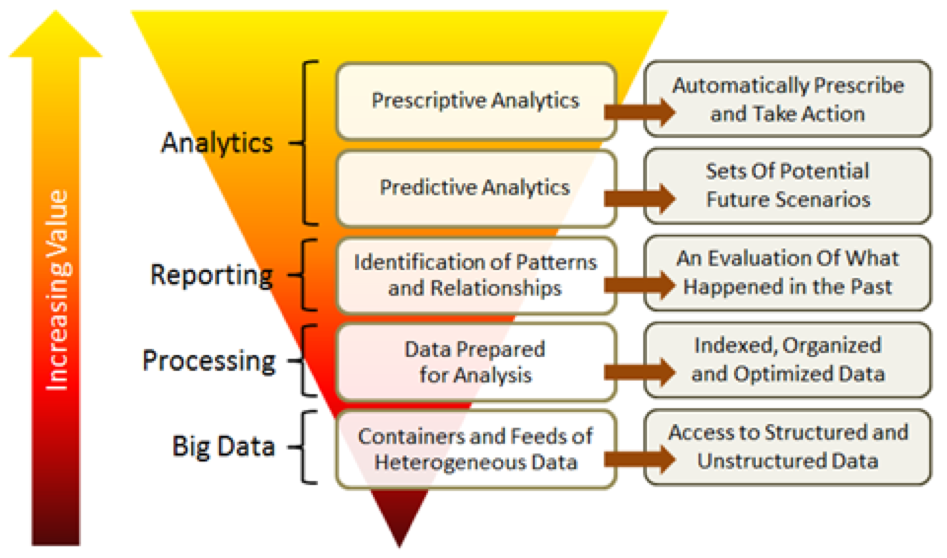 Increasing Value
Analytics
Prescriptive Analytics
Automatically Prescribe
and Take Action
Predictive Analytics
Sets Of Potential
Future Scenarios
Reporting
Identification of Patterns
and Relationships
An Evaluation Of What
Happened in the Past
Processing
Data Prepared
for Analysis
Indexed, Organized
and Optimized Data
Big Data
Containers and Feeds of
Heterogeneous Data
Access to Structured and
Unstructured Data